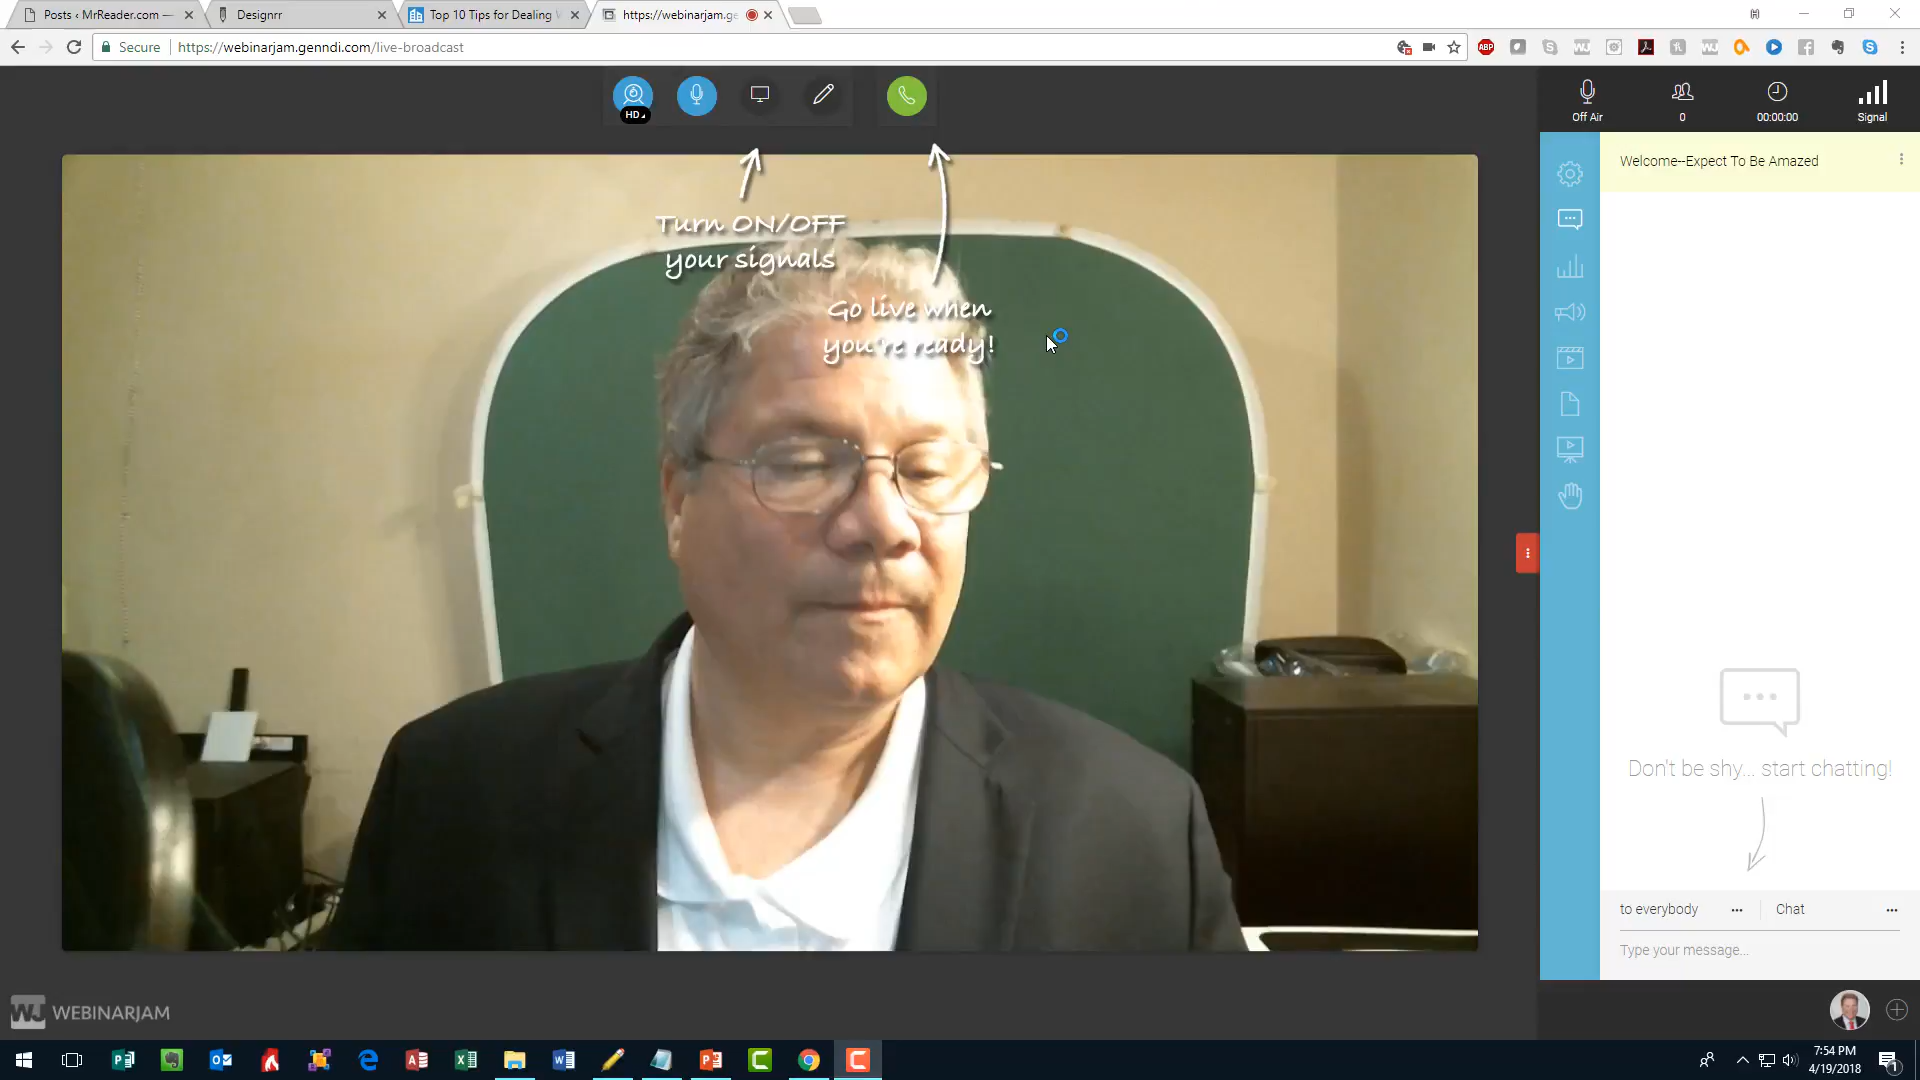 Posts ‹ MrReader.com —
Designrr
Top 10 Tips for Dealing
https://webinarjam.ge
Secure
https://webinarjam.genndi.com/live-broadcast
ABP
HD
Off Air
0
00:00:00
Signal
Welcome--Expect To Be Amazed
Turn ON/OFF
your signals
Go live when
you're ready!
Don't be shy... start chatting!
to everybody
Chat
Type your message...
WJ WEBINARJAM
7:54 PM
4/19/2018
1